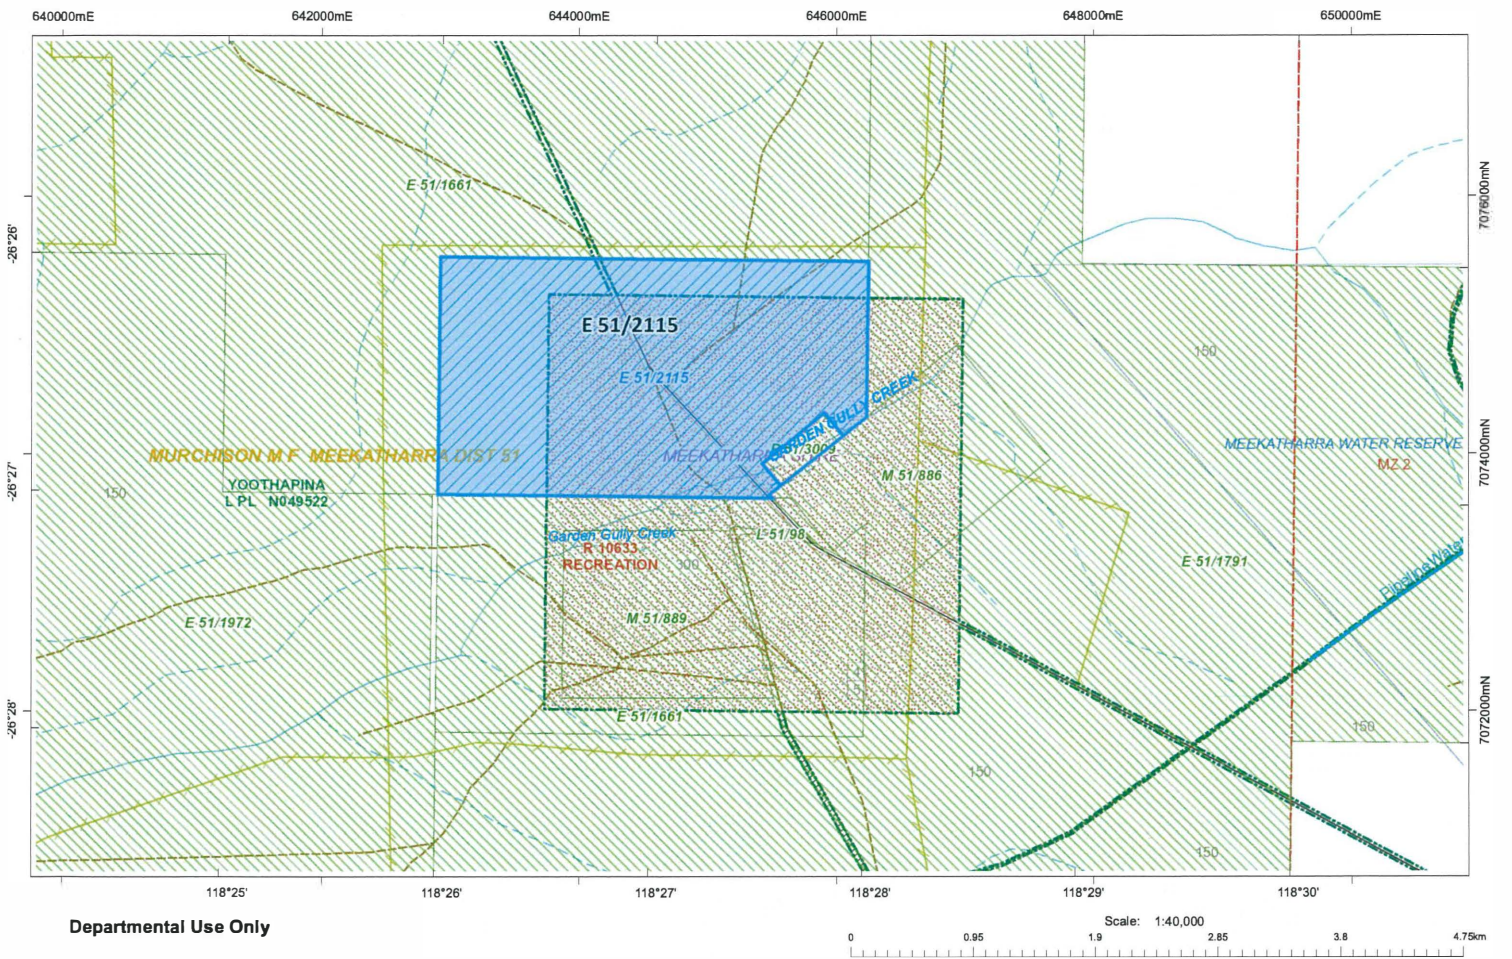 640000mE 642000mE 644000mE 646000mE 648000mE 650000mE
7076000mN
E 51/1661
-26°26'
E 51/2115
150
E 51/2115
GARDEN GULLY CREEK
MEEKATHARRA WATER RESERVE
7074000mN
MURCHISON M F MEEKATHARRA DIST 51
MZ 2
M 51/886
-26°27'
YOOTHAPINA
L PL N049522
150
Garden Gully Creek
L 51/98
R 10633
RECREATION
300
E 51/1791
Pipeline Water
M 51/889
E 51/1972
7072000mN
-26°28'
E 51/1661
150
150
150
118°25' 118°26' 118°27' 118°28' 118°29' 118°30'
Departmental Use Only
Scale: 1:40,000
0 0.95 1.9 2.85 3.8 4.75km